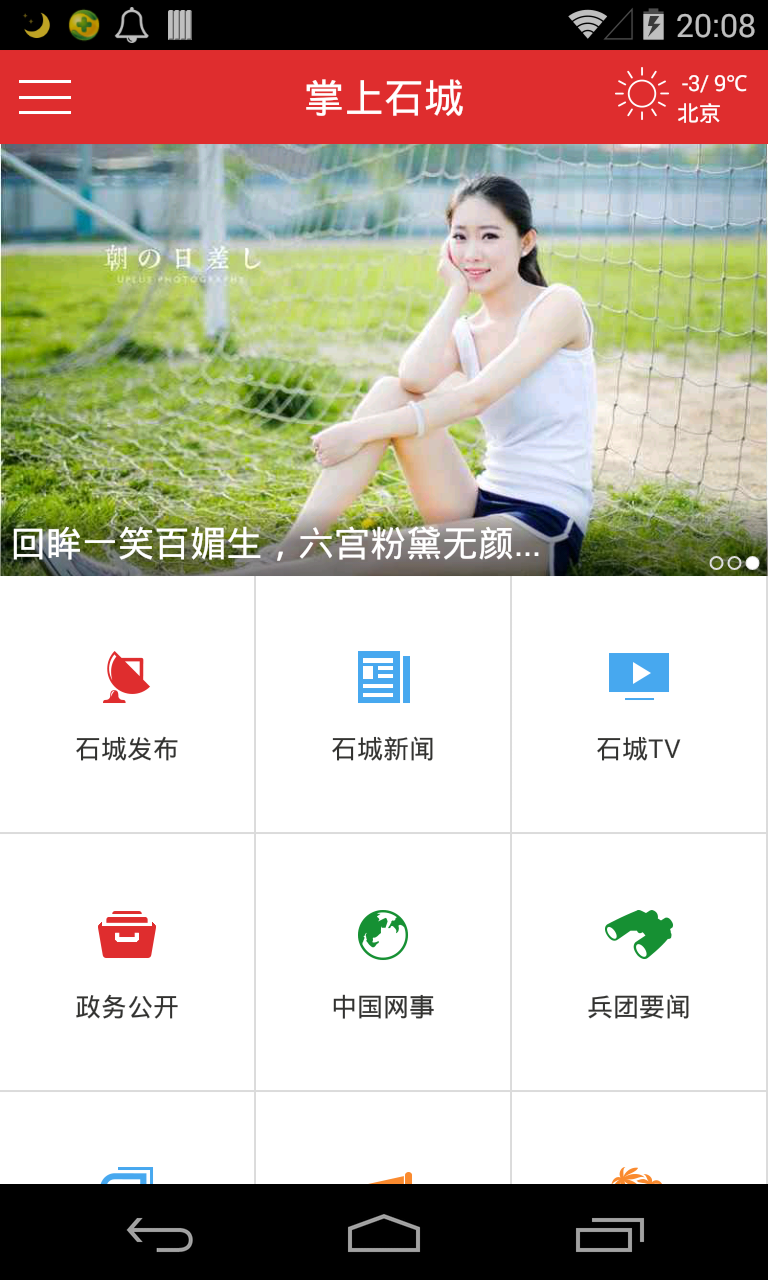 20:08
掌上石城
-3/ 9℃
北京
朝の日差し
UPLUS PHOTOGRAPHY
回眸一笑百媚生，六宫粉黛无颜...
石城发布
石城新闻
石城TV
政务公开
中国网事
兵团要闻